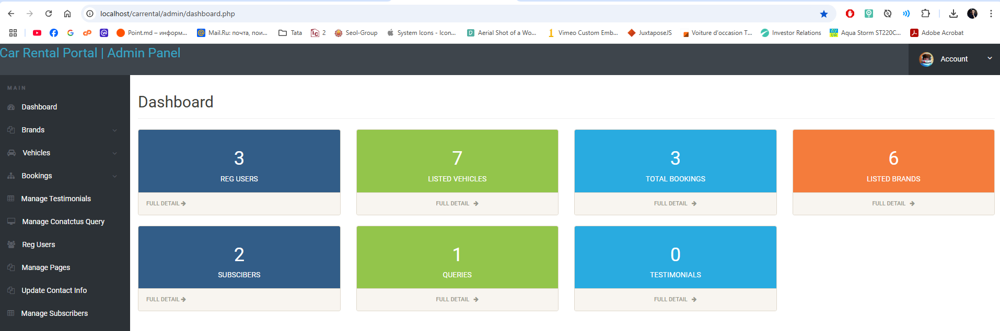 localhost/carrental/admin/dashboard.php
Point.md – информ...
Mail.Ru: почта, пои...
Tata
2
Seol-Group
System Icons - Icon...
Aerial Shot of a Wo...
Vimeo Custom Emb...
JuxtaposeJS
Voiture d'occasion T...
Investor Relations
Aqua Storm ST220C...
Adobe Acrobat
Car Rental Portal | Admin Panel
Account
MAIN
Dashboard
Brands
Vehicles
Bookings
Manage Testimonials
Manage Conatctus Query
Reg Users
Manage Pages
Update Contact Info
Manage Subscribers
Dashboard
3
REG USERS
FULL DETAIL
7
LISTED VEHICLES
FULL DETAIL
3
TOTAL BOOKINGS
FULL DETAIL
6
LISTED BRANDS
FULL DETAIL
2
SUBSCIBERS
FULL DETAIL
1
QUERIES
FULL DETAIL
0
TESTIMONIALS
FULL DETAIL